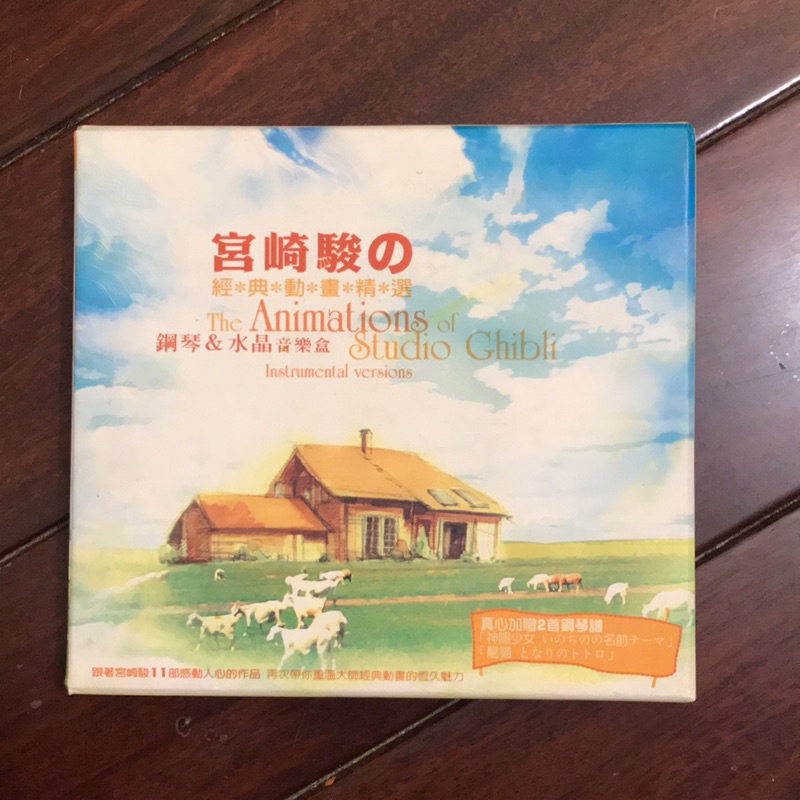 宮崎駿の
經*典*動*畫*精*選
The Animations of
鋼琴&水晶音樂盒 Studio Ghibli
Instrumental versions
真心加贈2首鋼琴譜
「神隱少女 いのちのの名前テーマ」
「龍貓 となりのトトロ」
跟著宮崎駿11部感動人心的作品 再次帶你重溫大師經典動畫的恆久魅力